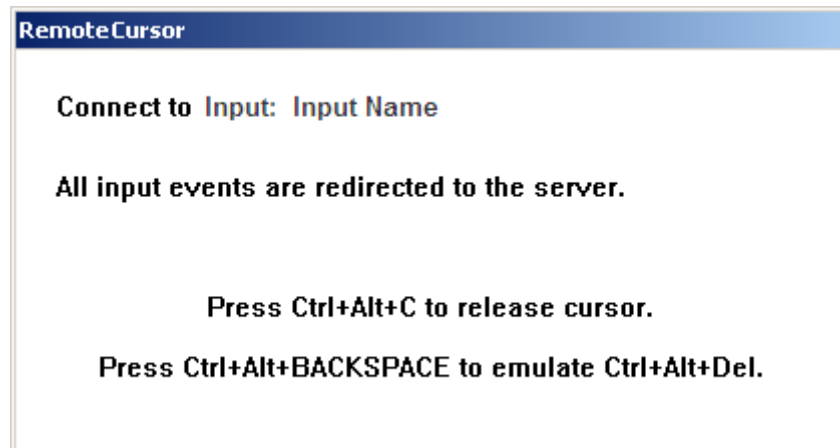 RemoteCursor
Connect to Input: Input Name
All input events are redirected to the server.
Press Ctrl+Alt+C to release cursor.
Press Ctrl+Alt+BACKSPACE to emulate Ctrl+Alt+Del.